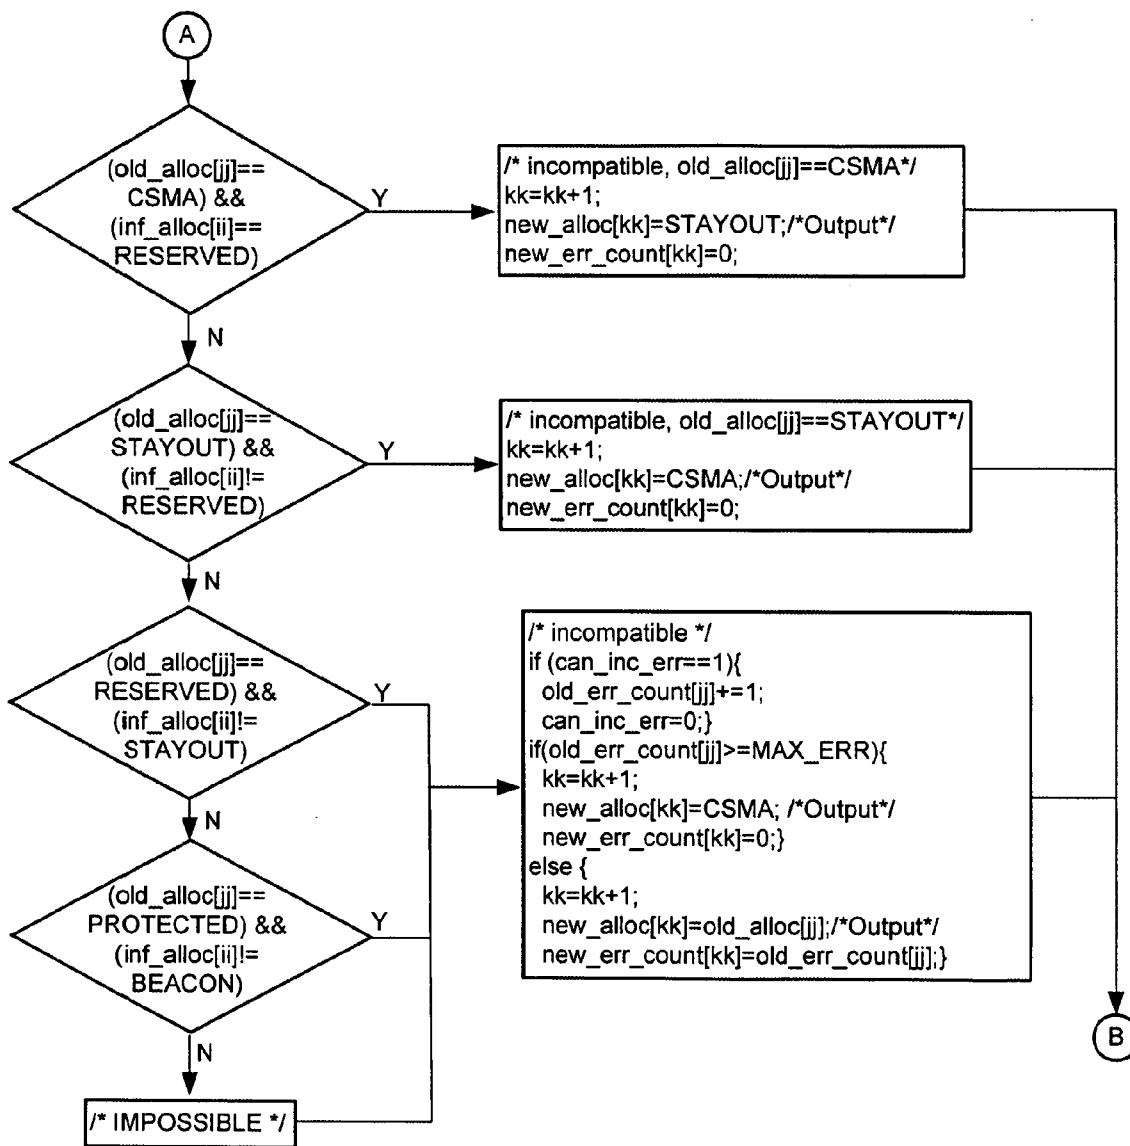 A
(old_alloc[jj]==
CSMA) &&
(inf_alloc[ii]==
RESERVED)
Y
/* incompatible, old_alloc[jj]==CSMA*/
kk=kk+1;
new_alloc[kk]=STAYOUT;/*Output*/
new_err_count[kk]=0;
N
(old_alloc[jj]==
STAYOUT) &&
(inf_alloc[ii]!=
RESERVED)
Y
/* incompatible, old_alloc[jj]==STAYOUT*/
kk=kk+1;
new_alloc[kk]=CSMA;/*Output*/
new_err_count[kk]=0;
N
(old_alloc[jj]==
RESERVED) &&
(inf_alloc[ii]!=
STAYOUT)
Y
/* incompatible */
if (can_inc_err==1){
old_err_count[jj]+=1;
can_inc_err=0;}
if(old_err_count[jj]>=MAX_ERR){
kk=kk+1;
new_alloc[kk]=CSMA; /*Output*/
new_err_count[kk]=0;}
else {
kk=kk+1;
new_alloc[kk]=old_alloc[jj];/*Output*/
new_err_count[kk]=old_err_count[jj];}
N
(old_alloc[jj]==
PROTECTED) &&
(inf_alloc[ii]!=
BEACON)
Y
N
/* IMPOSSIBLE */
B